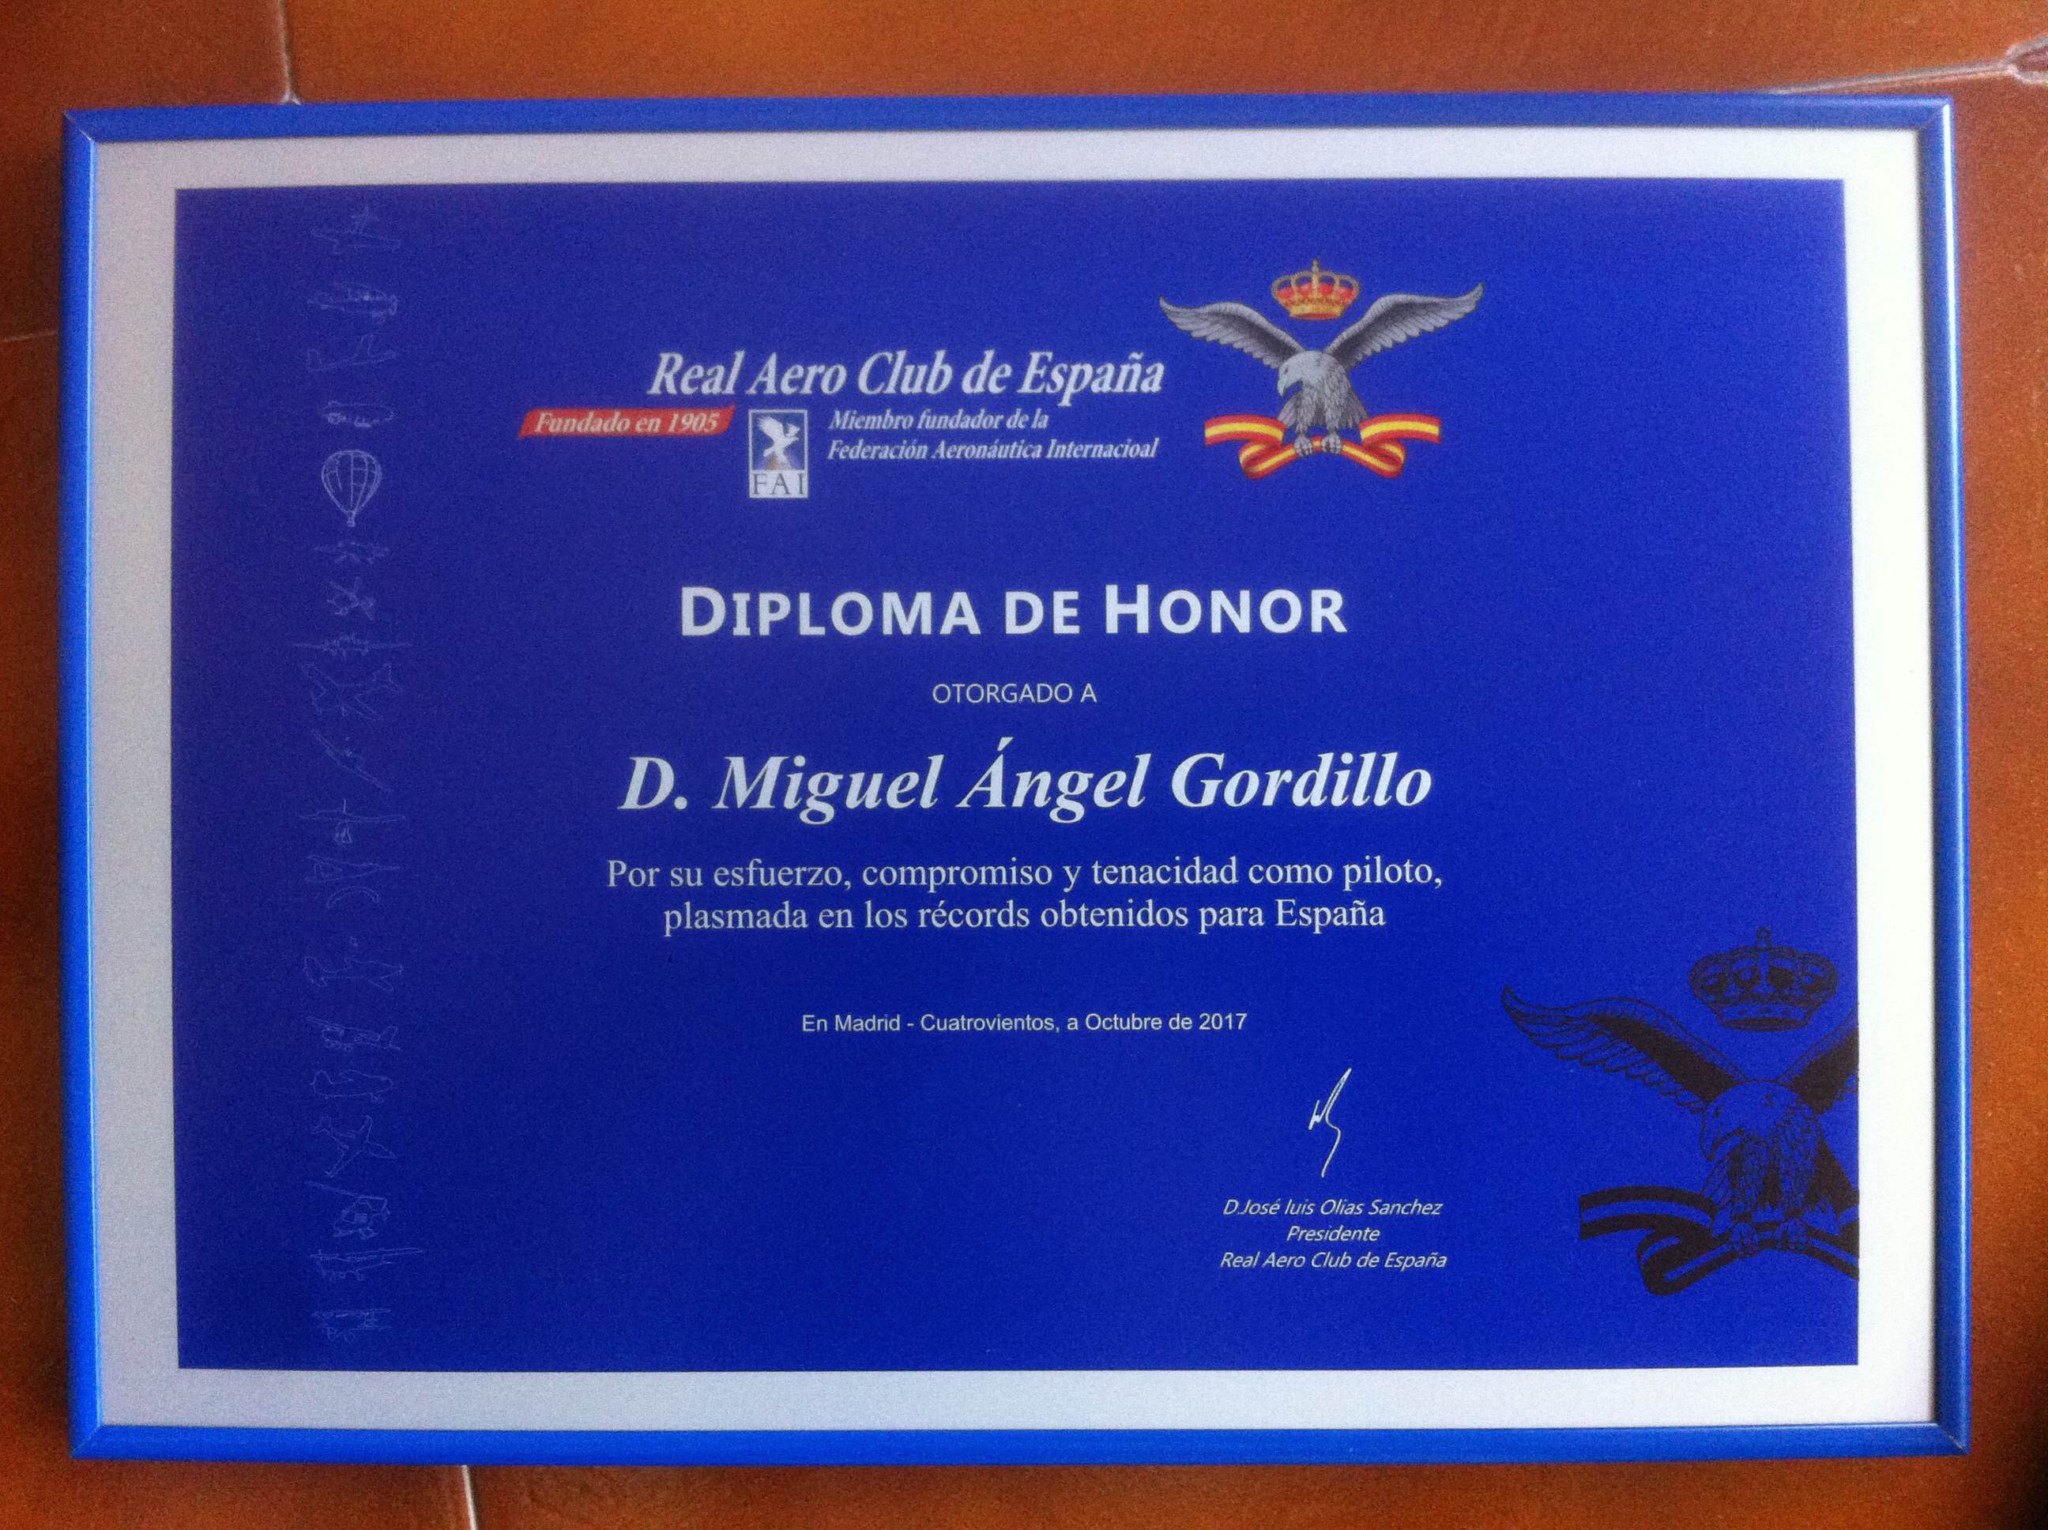 Real Aero Club de España
Fundado en 1905
Miembro fundador de la
Federación Aeronáutica Internacioal
FAI
DIPLOMA DE HONOR
OTORGADO A
D. Miguel Ángel Gordillo
Por su esfuerzo, compromiso y tenacidad como piloto,
plasmada en los récords obtenidos para España
En Madrid - Cuatrovientos, a Octubre de 2017
D.José luis Olias Sanchez
Presidente
Real Aero Club de España